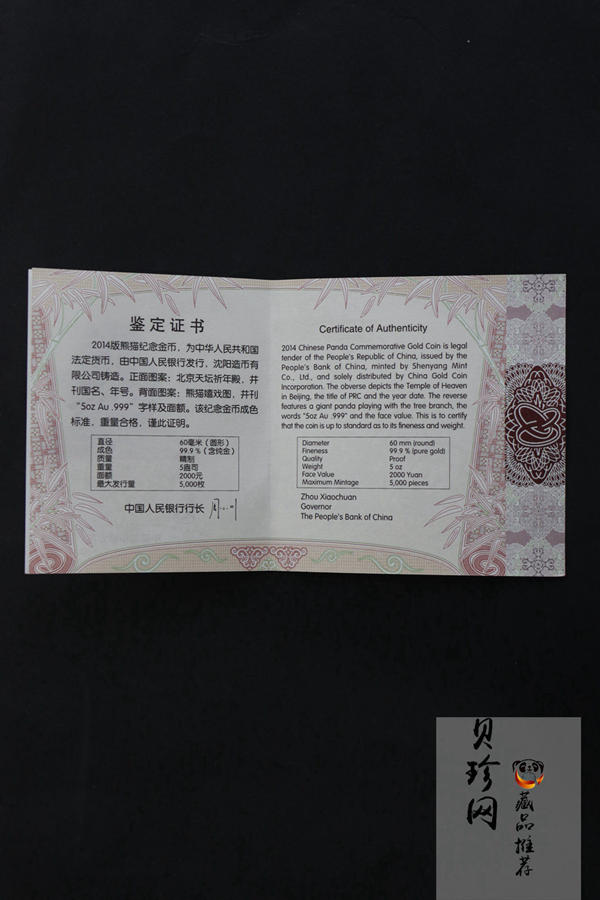 鉴定证书
2014版熊猫纪念金币，为中华人民共和国
法定货币，由中国人民银行发行，沈阳造币有
限公司铸造。正面图案：北京天坛祈年殿，并
刊国名、年号。背面图案：熊猫嬉戏图，并刊
“5oz Au .999”字样及面额。该纪念金币成色
标准，重量合格，谨此证明。
直径 60毫米（圆形）
成色 99.9％（含纯金）
质量 精制
重量 5盎司
面额 2000元
最大发行量 5,000枚
中国人民银行行长
Certificate of Authenticity
2014 Chinese Panda Commemorative Gold Coin is legal
tender of the People's Republic of China, issued by the
People's Bank of China, minted by Shenyang Mint
Co., Ltd., and solely distributed by China Gold Coin
Incorporation. The obverse depicts the Temple of Heaven
in Beijing, the title of PRC and the year date. The reverse
features a giant panda playing with the tree branch, the
words "5oz Au .999" and the face value. This is to certify
that the coin is up to standard as to its fineness and weight.
Diameter 60 mm (round)
Fineness 99.9 % (pure gold)
Quality Proof
Weight 5 oz
Face Value 2000 Yuan
Maximum Mintage 5,000 pieces
Zhou Xiaochuan
Governor
The People's Bank of China
贝珍网
藏品推荐